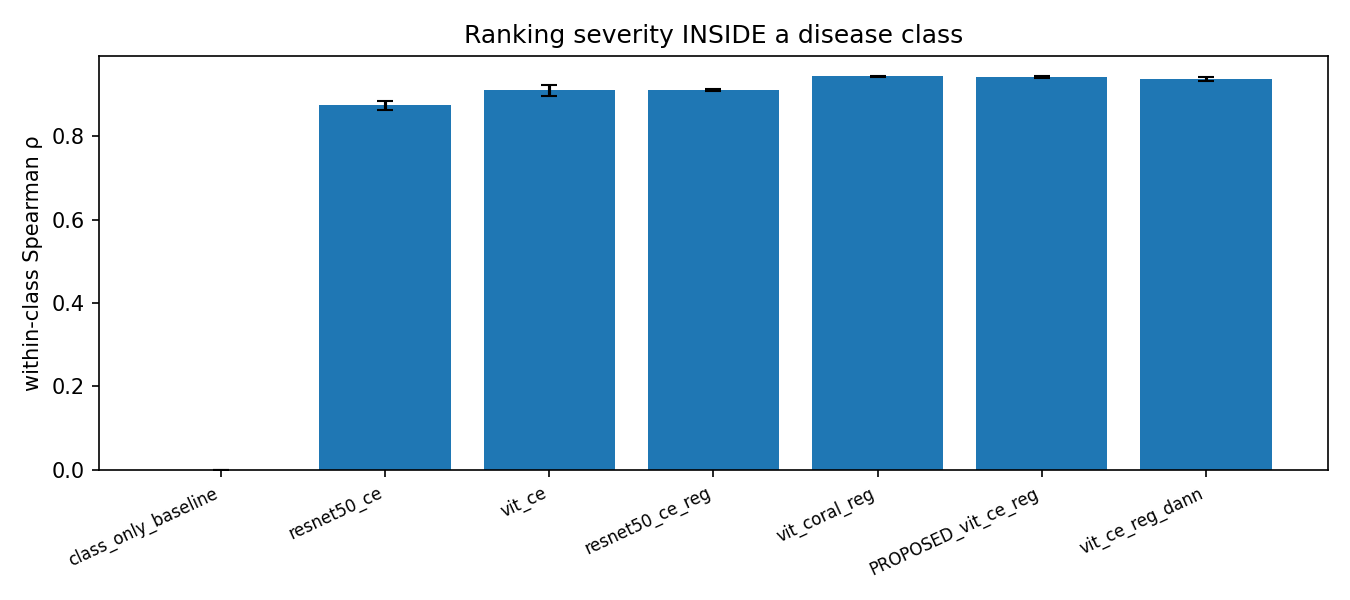 Ranking severity INSIDE a disease class
within-class Spearman ρ
0.8
0.6
0.4
0.2
0.0
class_only_baseline
resnet50_ce
vit_ce
resnet50_ce_reg
vit_coral_reg
PROPOSED_vit_ce_reg
vit_ce_reg_dann